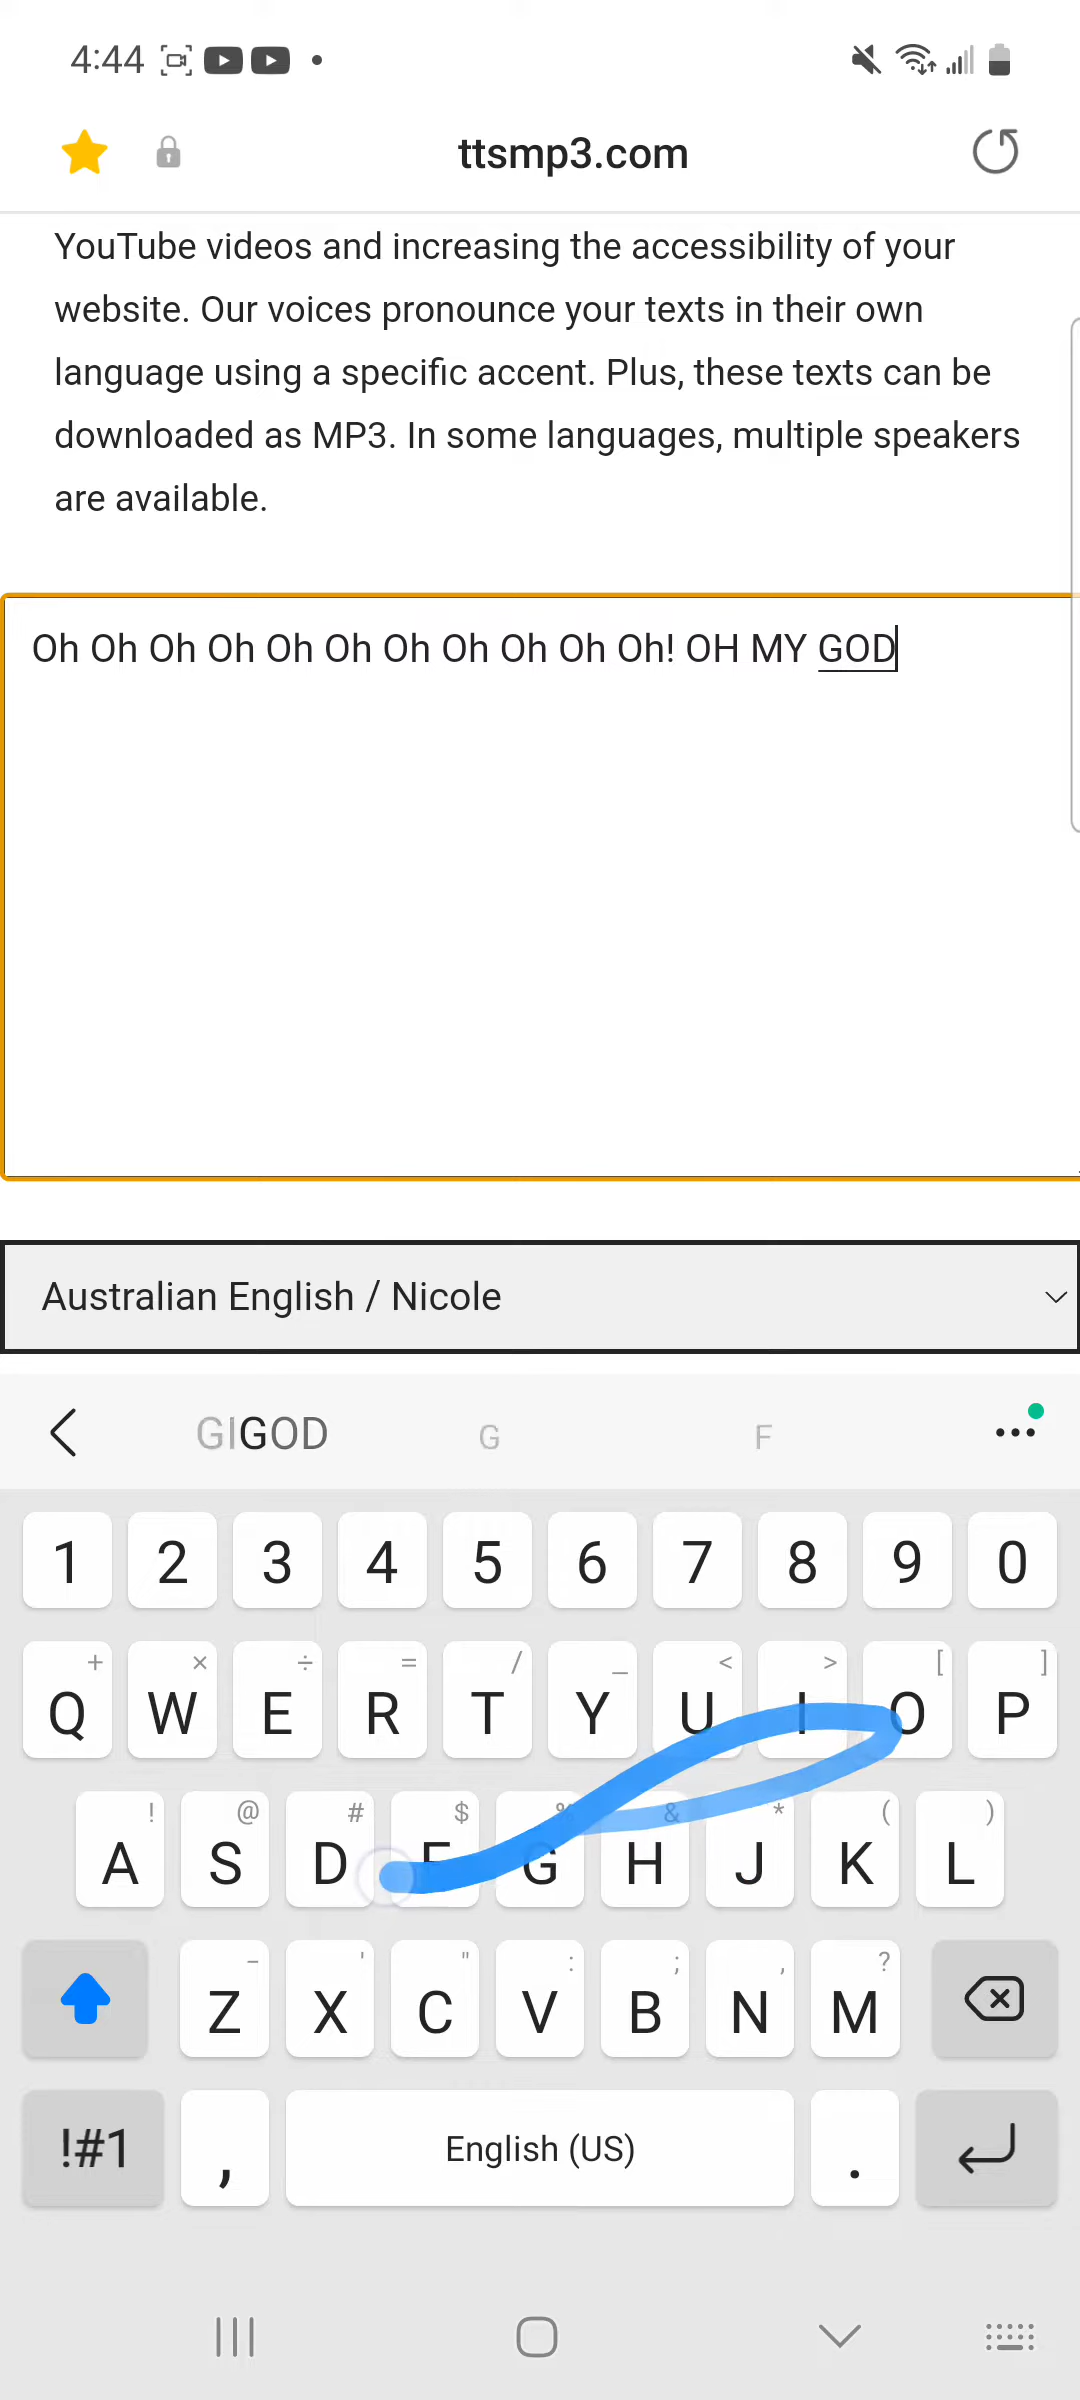 4:44
ttsmp3.com
YouTube videos and increasing the accessibility of your
website. Our voices pronounce your texts in their own
language using a specific accent. Plus, these texts can be
downloaded as MP3. In some languages, multiple speakers
are available.
Oh Oh Oh Oh Oh Oh Oh Oh Oh Oh Oh! OH MY GOD
Australian English / Nicole
GIGOD G F
1 2 3 4 5 6 7 8 9 0
+ × ÷ = / _ < > [ ]
Q W E R T Y U I O P
! @ # $ % & * ( )
A S D F G H J K L
- ' " : ; , ?
Z X C V B N M
!#1 , English (US) .